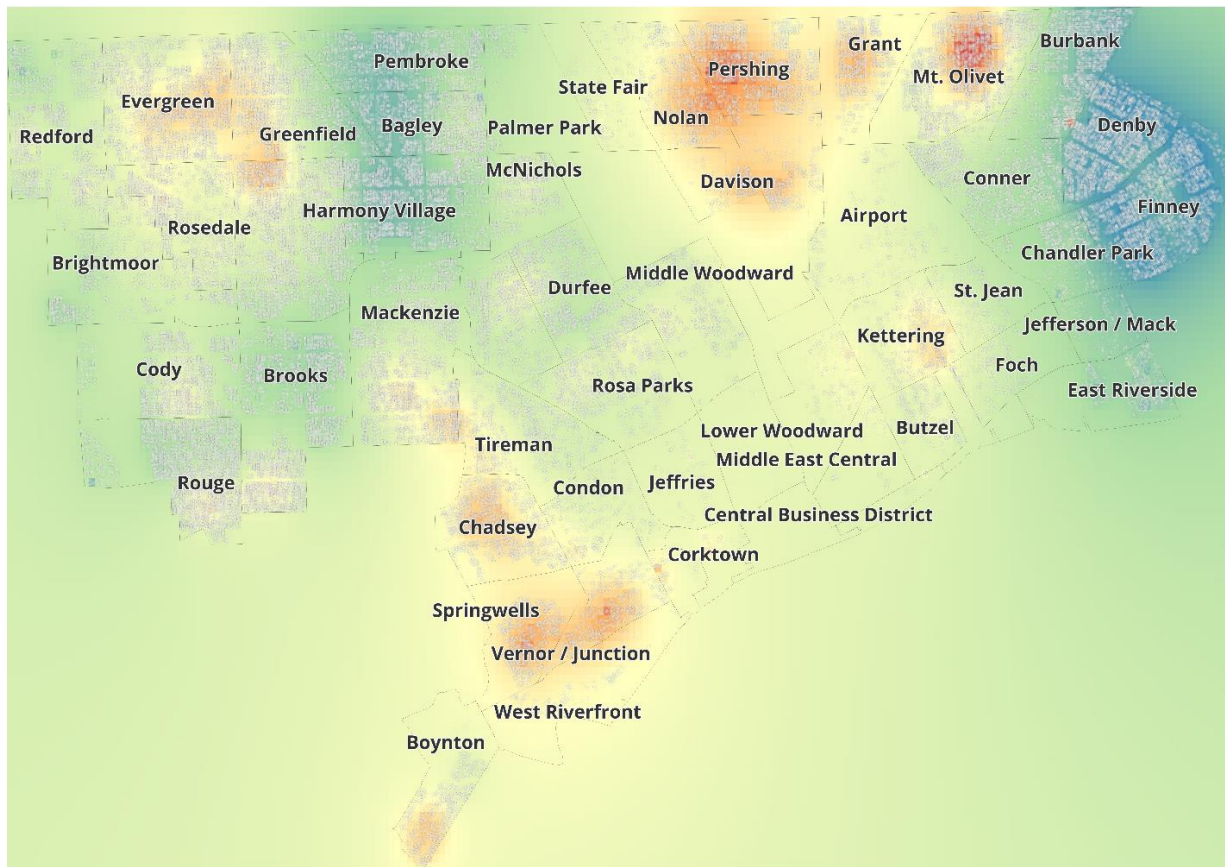 Pembroke
Grant
Burbank
Mt. Olivet
Pershing
State Fair
Evergreen
Nolan
Redford
Greenfield
Bagley
Palmer Park
Denby
McNichols
Davison
Conner
Harmony Village
Finney
Rosedale
Airport
Brightmoor
Chandler Park
Durfee
Middle Woodward
St. Jean
Mackenzie
Jefferson / Mack
Kettering
Cody
Brooks
Foch
Rosa Parks
East Riverside
Butzel
Lower Woodward
Tireman
Middle East Central
Rouge
Condon
Jeffries
Central Business District
Chadsey
Corktown
Springwells
Vernor / Junction
West Riverfront
Boynton